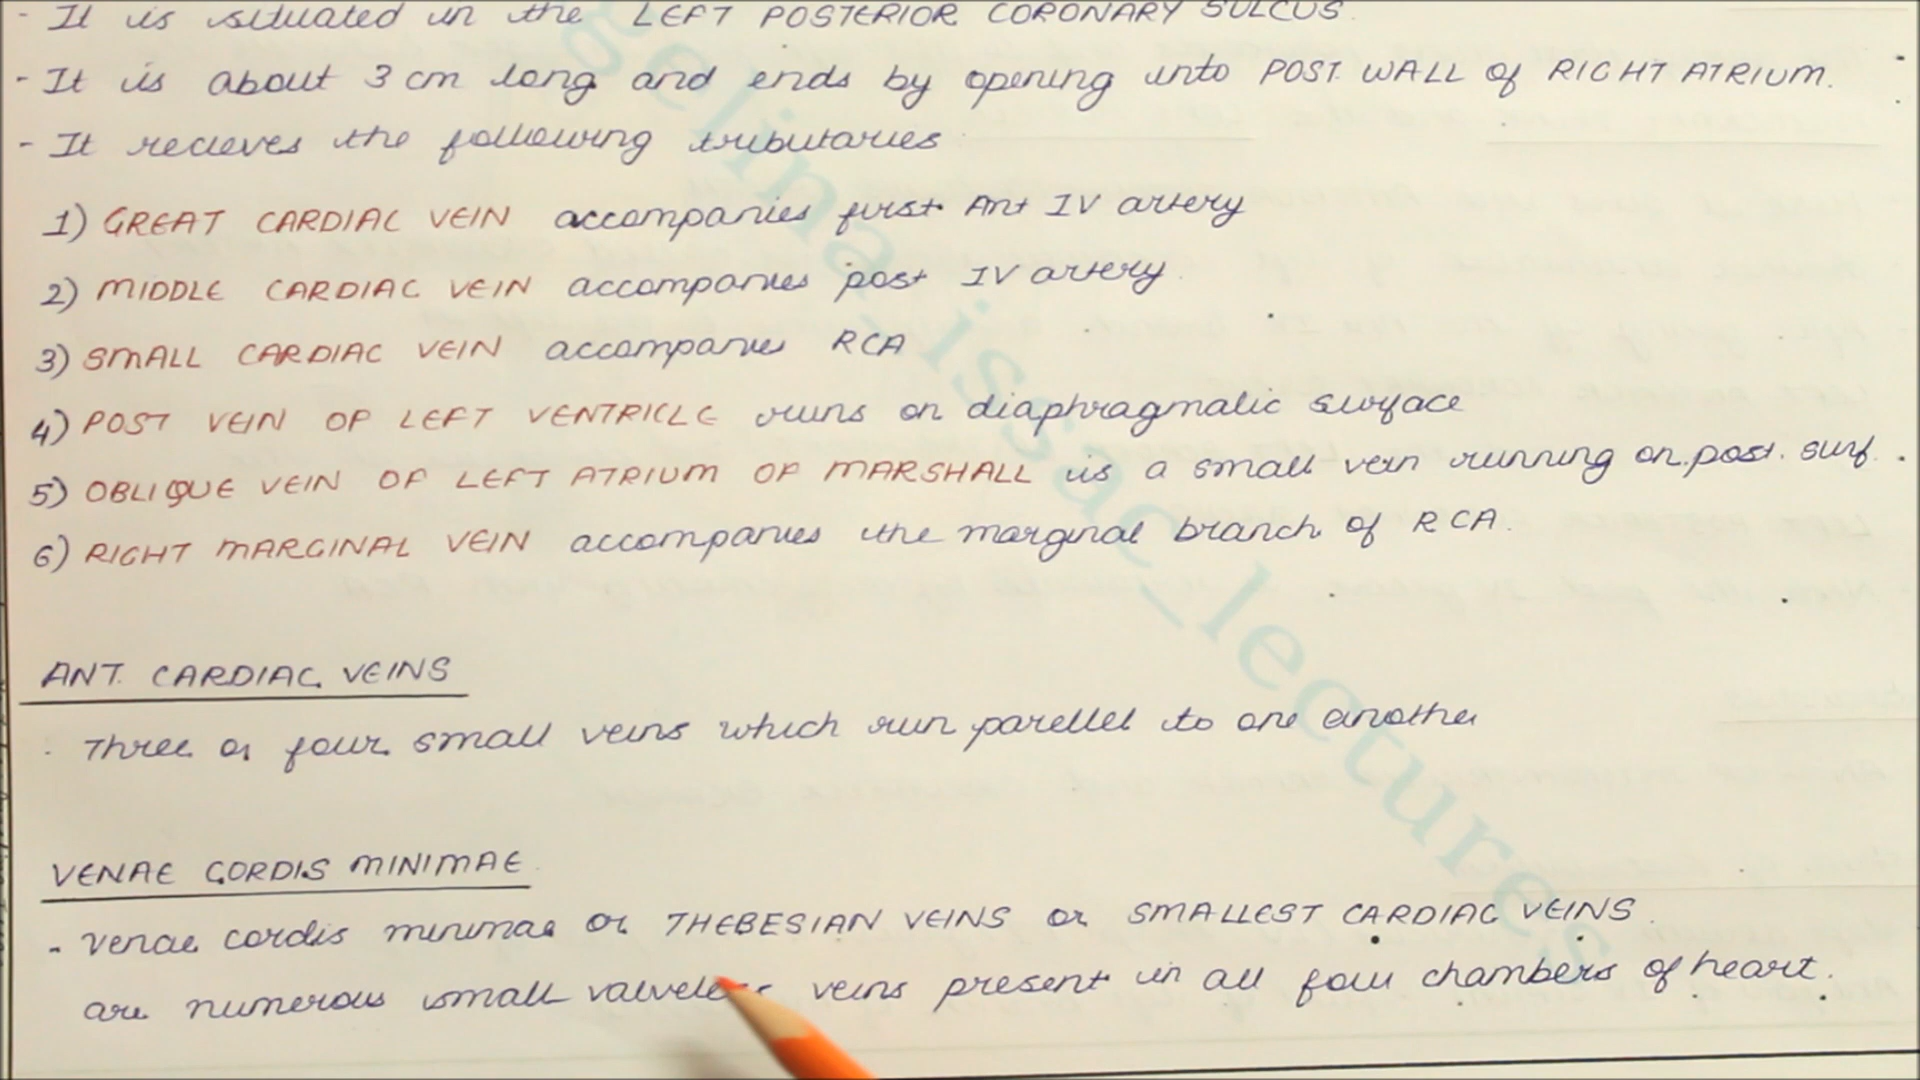 - It is situated in the LEFT POSTERIOR CORONARY SULCUS.
- It is about 3 cm long and ends by opening into POST. WALL of RIGHT ATRIUM.
- It recieves the following tributaries
1) GREAT CARDIAC VEIN accompanies first Ant IV artery
2) MIDDLE CARDIAC VEIN accompanies post IV artery.
3) SMALL CARDIAC VEIN accompanies RCA
4) POST VEIN OF LEFT VENTRICLE runs on diaphragmatic surface
5) OBLIQUE VEIN OF LEFT ATRIUM OF MARSHALL is a small vein running on post. surf.
6) RIGHT MARGINAL VEIN accompanies the marginal branch of RCA.
ANT. CARDIAC VEINS
- Three or four small veins which run parellel to one another
VENAE CORDIS MINIMAE
- Venae cordis minimae or THEBESIAN VEINS or SMALLEST CARDIAC VEINS.
are numerous small valveless veins present in all four chambers of heart.
gelina_issac_lectures